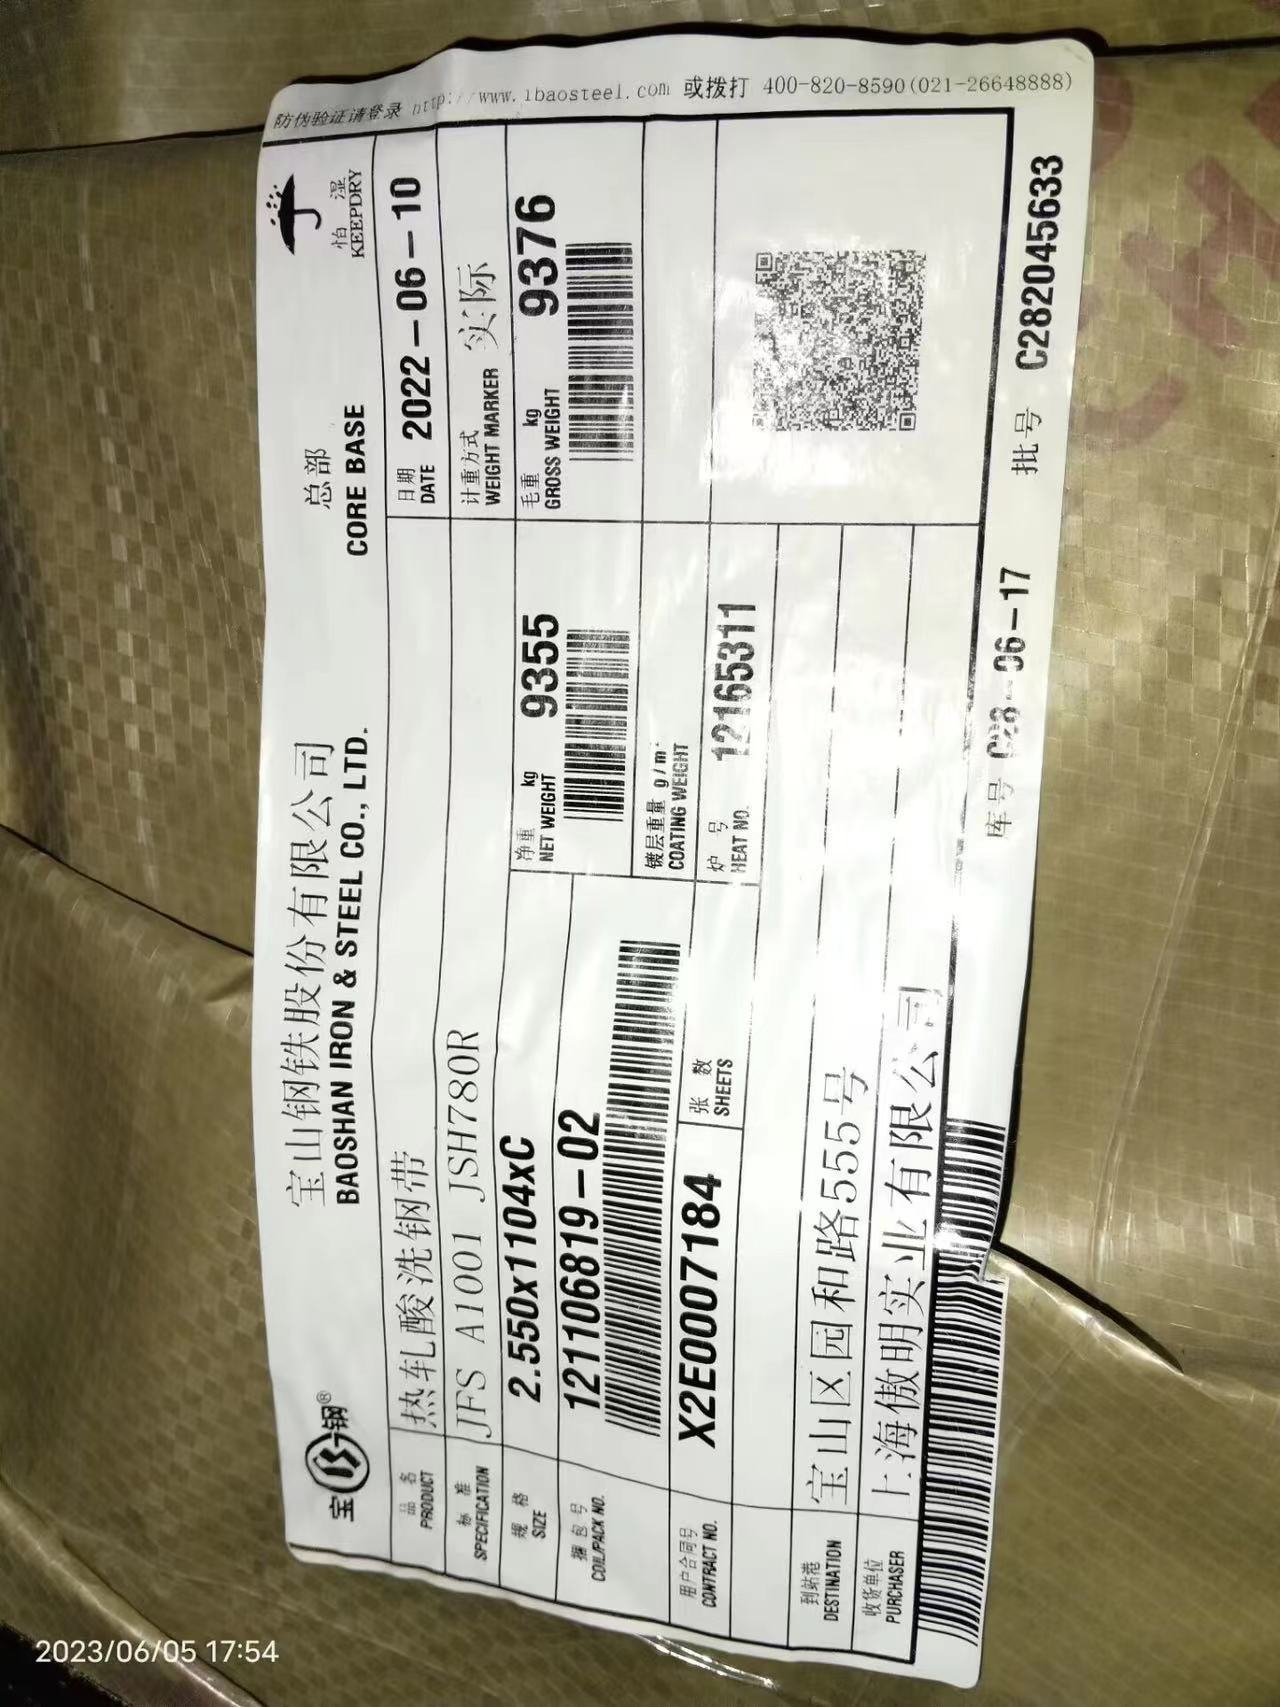 防伪验证请登录 http://www.ibaosteel.com 或拨打 400-820-8590(021-26648888)
宝钢®
宝山钢铁股份有限公司 总部
BAOSHAN IRON & STEEL CO., LTD. CORE BASE
怕湿
KEEPDRY
品名 热轧酸洗钢带 日期 2022-06-10
PRODUCT DATE
标准 JFS A1001 JSH780R 计重方式 实际
SPECIFICATION WEIGHT MARKER
规格 2.550x1104xC 净重 kg 9355 毛重 kg 9376
SIZE NET WEIGHT GROSS WEIGHT
捆包号 121106819-02
COIL/PACK NO.
镀层重量 g/m²
COATING WEIGHT
用户合同号 X2E0007184 张数 炉号 12165311
CONTRACT NO. SHEETS HEAT NO.
到站港 宝山区园和路555号
DESTINATION
收货单位 上海傲明实业有限公司
PURCHASER
库号 C28-06-17 批号 C282045633
2023/06/05 17:54